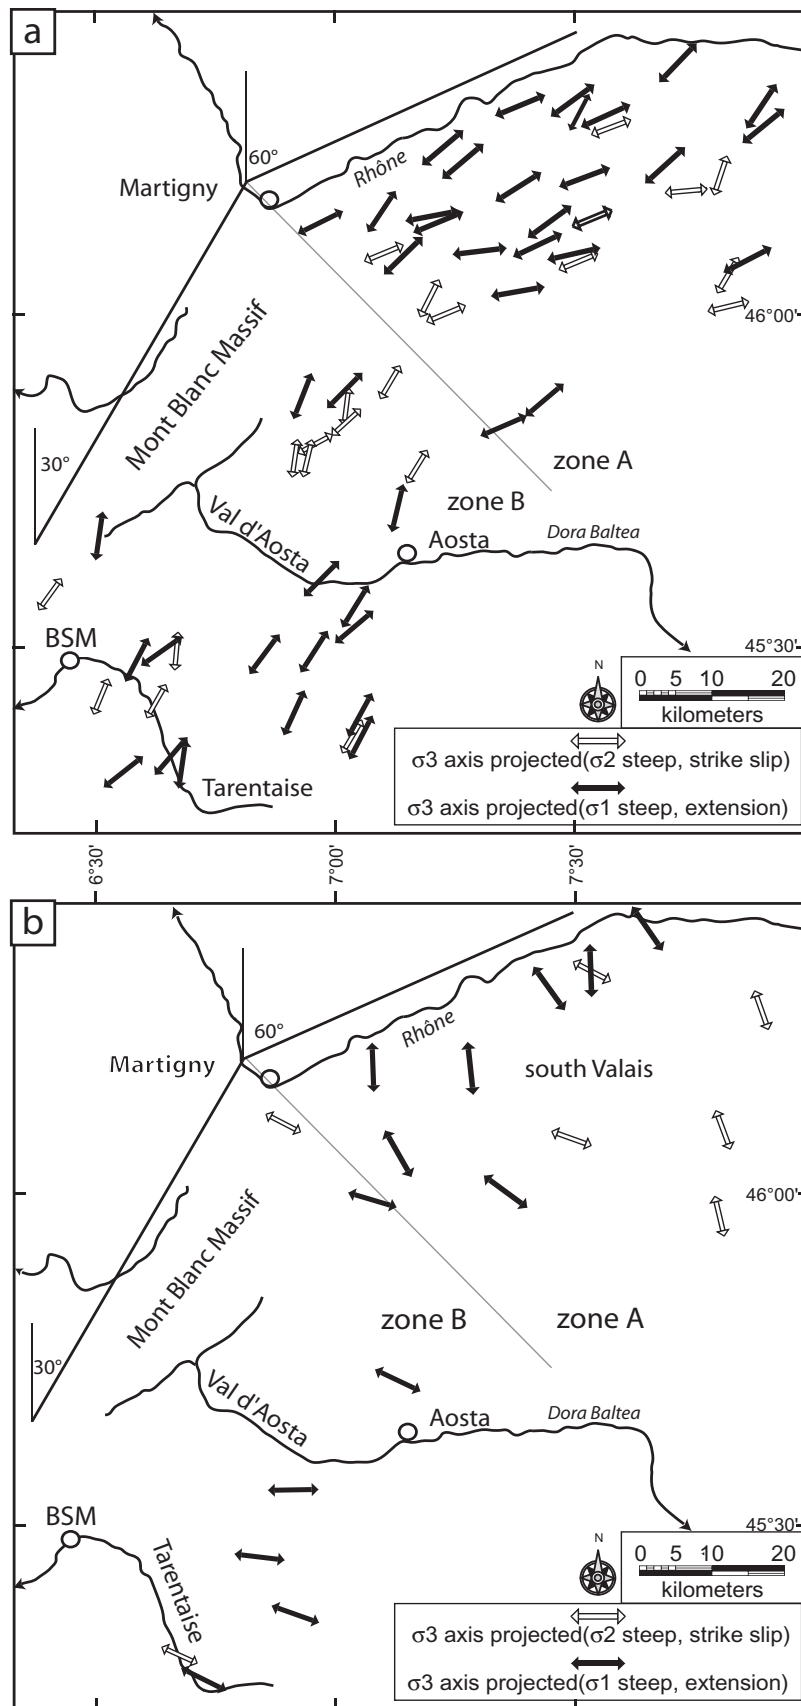 a
60°
Martigny
Rhône
46°00'
Mont Blanc Massif
30°
zone A
zone B
Val d'Aosta
Aosta
Dora Baltea
BSM
45°30'
N
0 5 10 20
kilometers
σ3 axis projected(σ2 steep, strike slip)
Tarentaise
σ3 axis projected(σ1 steep, extension)
6°30'
7°00'
7°30'
b
60°
Rhône
Martigny
south Valais
46°00'
Mont Blanc Massif
zone B
zone A
30°
Val d'Aosta
Aosta
Dora Baltea
BSM
45°30'
Tarentaise
N
0 5 10 20
kilometers
σ3 axis projected(σ2 steep, strike slip)
σ3 axis projected(σ1 steep, extension)